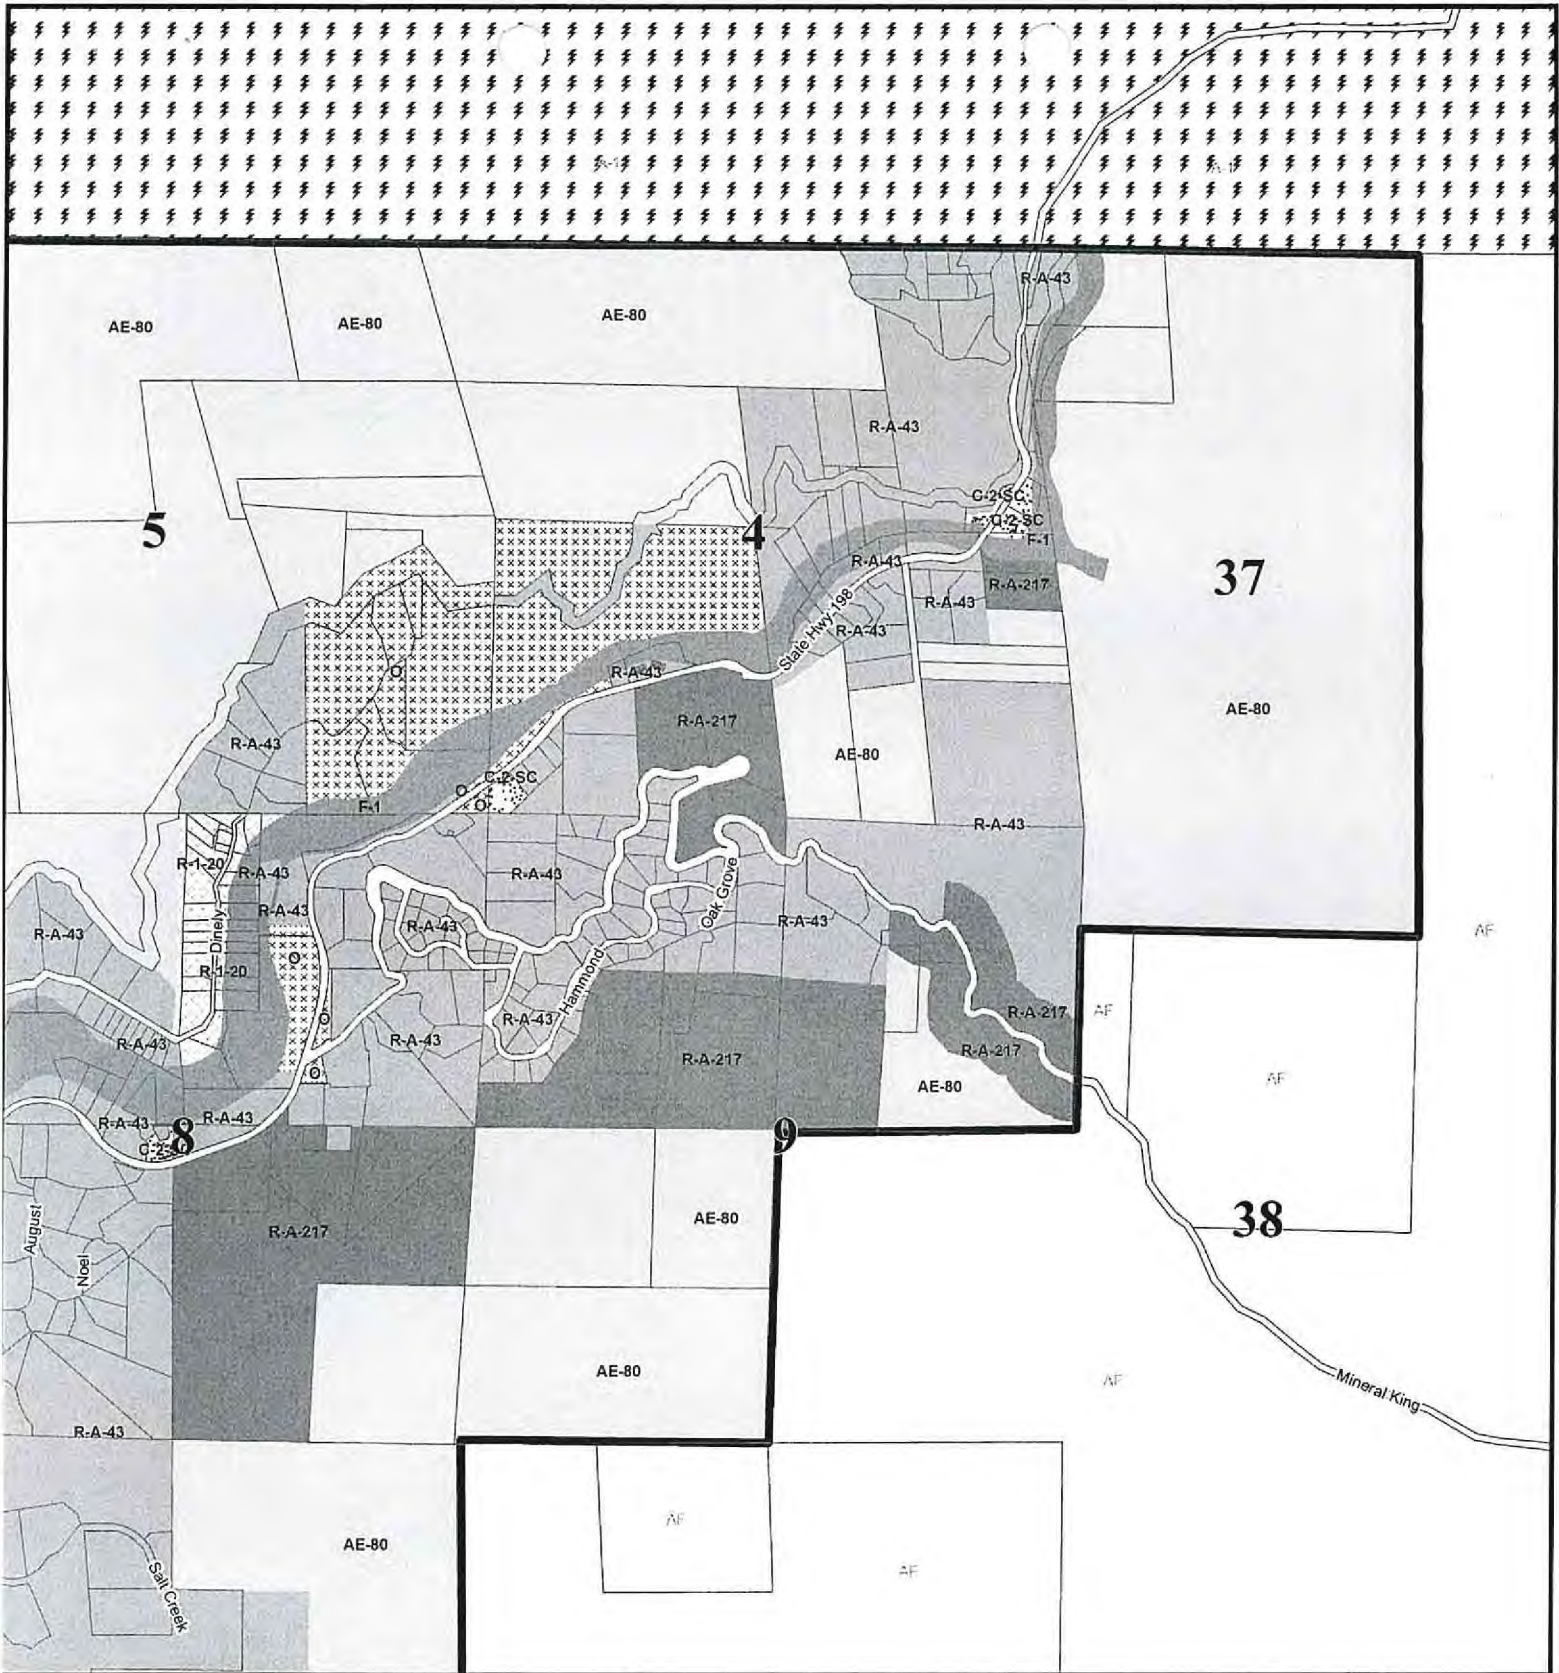 A-1
A-1
R-A-43
AE-80
AE-80
AE-80
R-A-43
C-2-SC
5
4
C-2-SC
F-1
R-A-43
37
R-A-217
R-A-43
State Hwy 198
R-A-43
O
R-A-43
R-A-217
AE-80
R-A-43
AE-80
C-2-SC
O
O
F-1
R-A-43
R-1-20
R-A-43
R-A-43
Oak Grove
R-A-43
R-A-43
R-A-43
R-A-43
Dinely
AF
O
R-1-20
Hammond
O
R-A-43
R-A-217
AF
R-A-43
R-A-43
R-A-217
R-A-217
O
AE-80
AF
R-A-43
R-A-43
8
9
August
Noel
R-A-217
AE-80
38
AE-80
AF
Mineral King
R-A-43
AE-80
AF
AF
Salt Creek